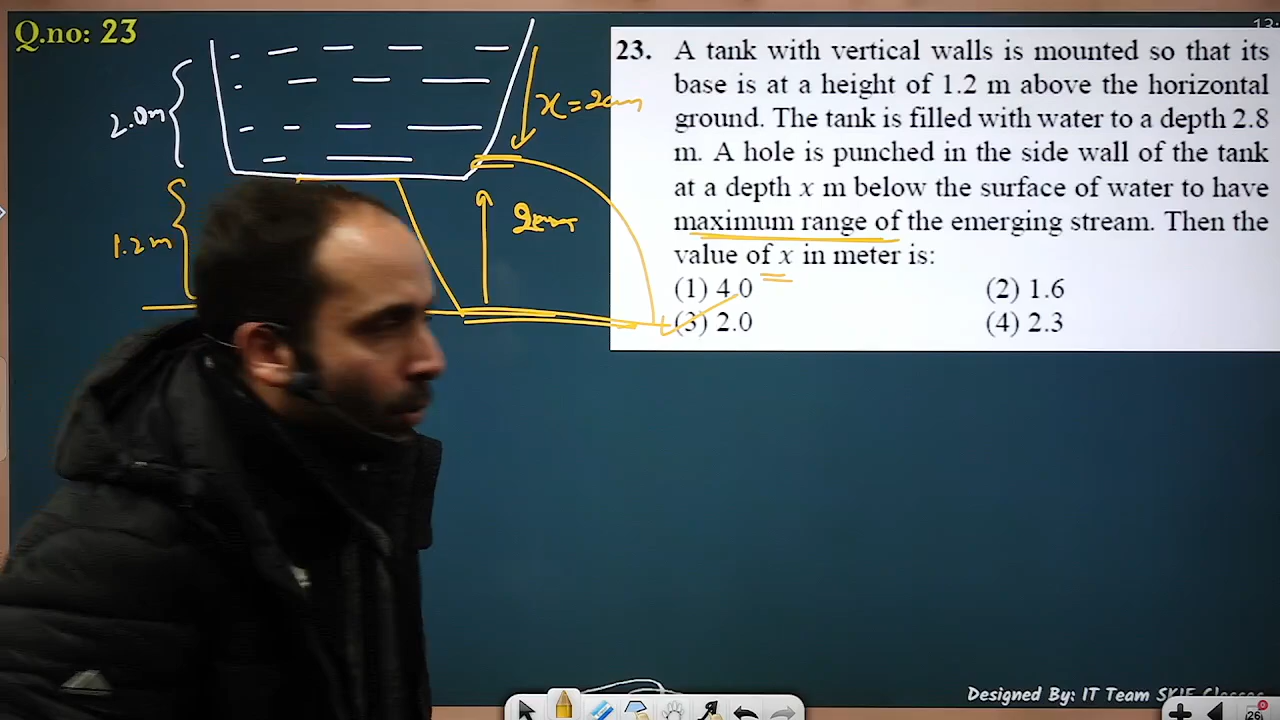 Q.no: 23
2.0m
1.2m
x=2cm
2cm
23. A tank with vertical walls is mounted so that its
base is at a height of 1.2 m above the horizontal
ground. The tank is filled with water to a depth 2.8
m. A hole is punched in the side wall of the tank
at a depth x m below the surface of water to have
maximum range of the emerging stream. Then the
value of x in meter is:
(1) 4.0 (2) 1.6
(3) 2.0 (4) 2.3
Designed By: IT Team